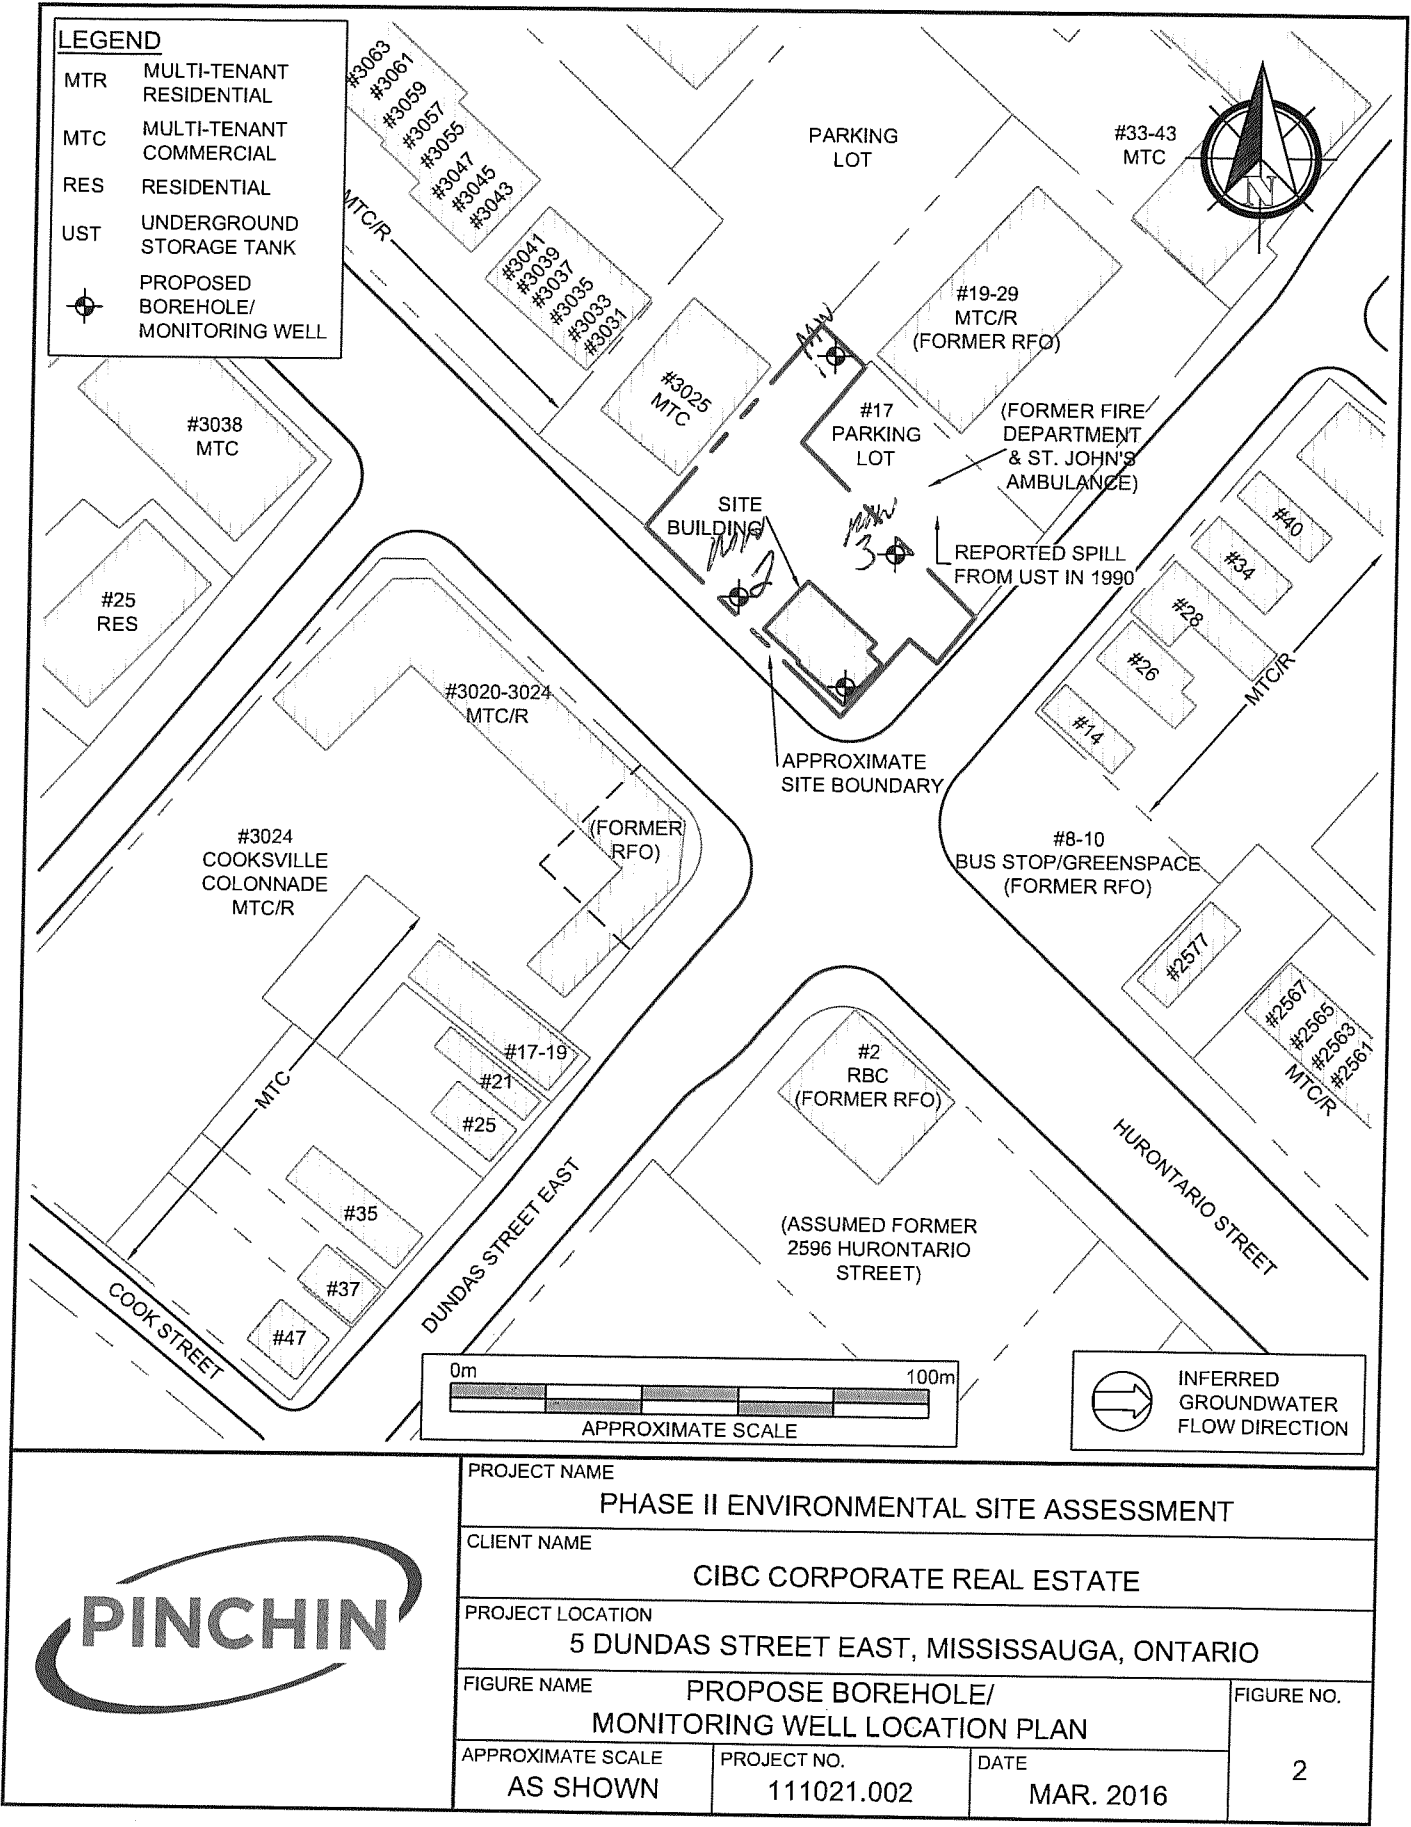 LEGEND
MTR MULTI-TENANT
RESIDENTIAL
MTC MULTI-TENANT
COMMERCIAL
RES RESIDENTIAL
UST UNDERGROUND
STORAGE TANK
PROPOSED
BOREHOLE/
MONITORING WELL
#3063
#3061
#3059
#3057
#3055
#3047
#3045
#3043
MTC/R
#3041
#3039
#3037
#3035
#3033
#3031
#3025
MTC
PARKING
LOT
#33-43
MTC
N
#19-29
MTC/R
(FORMER RFO)
MW
#17
PARKING
LOT
(FORMER FIRE
DEPARTMENT
& ST. JOHN'S
AMBULANCE)
#3038
MTC
SITE
BUILDING
MW
2
MW
3
REPORTED SPILL
FROM UST IN 1990
#40
#34
#28
#26
#14
MTC/R
#25
RES
#3020-3024
MTC/R
APPROXIMATE
SITE BOUNDARY
(FORMER
RFO)
#3024
COOKSVILLE
COLONNADE
MTC/R
#8-10
BUS STOP/GREENSPACE
(FORMER RFO)
#2577
#2567
#2565
#2563
#2561
MTC/R
MTC
#17-19
#21
#25
#2
RBC
(FORMER RFO)
#35
#37
#47
(ASSUMED FORMER
2596 HURONTARIO
STREET)
COOK STREET
DUNDAS STREET EAST
HURONTARIO STREET
0m 100m
APPROXIMATE SCALE
INFERRED
GROUNDWATER
FLOW DIRECTION
PINCHIN
PROJECT NAME
PHASE II ENVIRONMENTAL SITE ASSESSMENT
CLIENT NAME
CIBC CORPORATE REAL ESTATE
PROJECT LOCATION
5 DUNDAS STREET EAST, MISSISSAUGA, ONTARIO
FIGURE NAME
PROPOSE BOREHOLE/
MONITORING WELL LOCATION PLAN
FIGURE NO.
2
APPROXIMATE SCALE
AS SHOWN
PROJECT NO.
111021.002
DATE
MAR. 2016